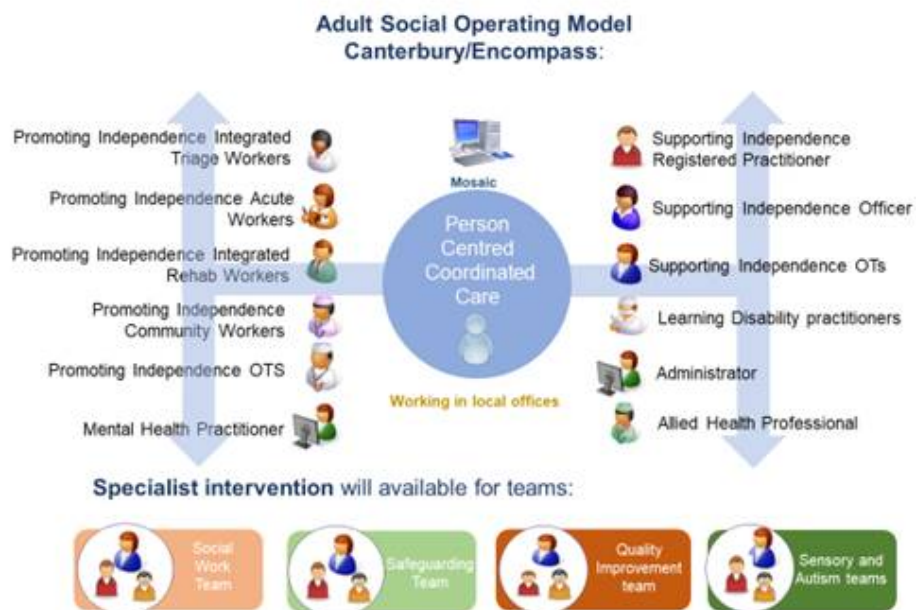 Adult Social Operating Model
Canterbury/Encompass:
Promoting Independence Integrated
Triage Workers
Promoting Independence Acute
Workers
Promoting Independence Integrated
Rehab Workers
Promoting Independence
Community Workers
Promoting Independence OTS
Mental Health Practitioner
Mosaic
Person
Centred
Coordinated
Care
Working in local offices
Supporting Independence
Registered Practitioner
Supporting Independence Officer
Supporting Independence OTs
Learning Disability practitioners
Administrator
Allied Health Professional
Specialist intervention will available for teams:
Social
Work
Team
Safeguarding
Team
Quality
Improvement
team
Sensory and
Autism teams